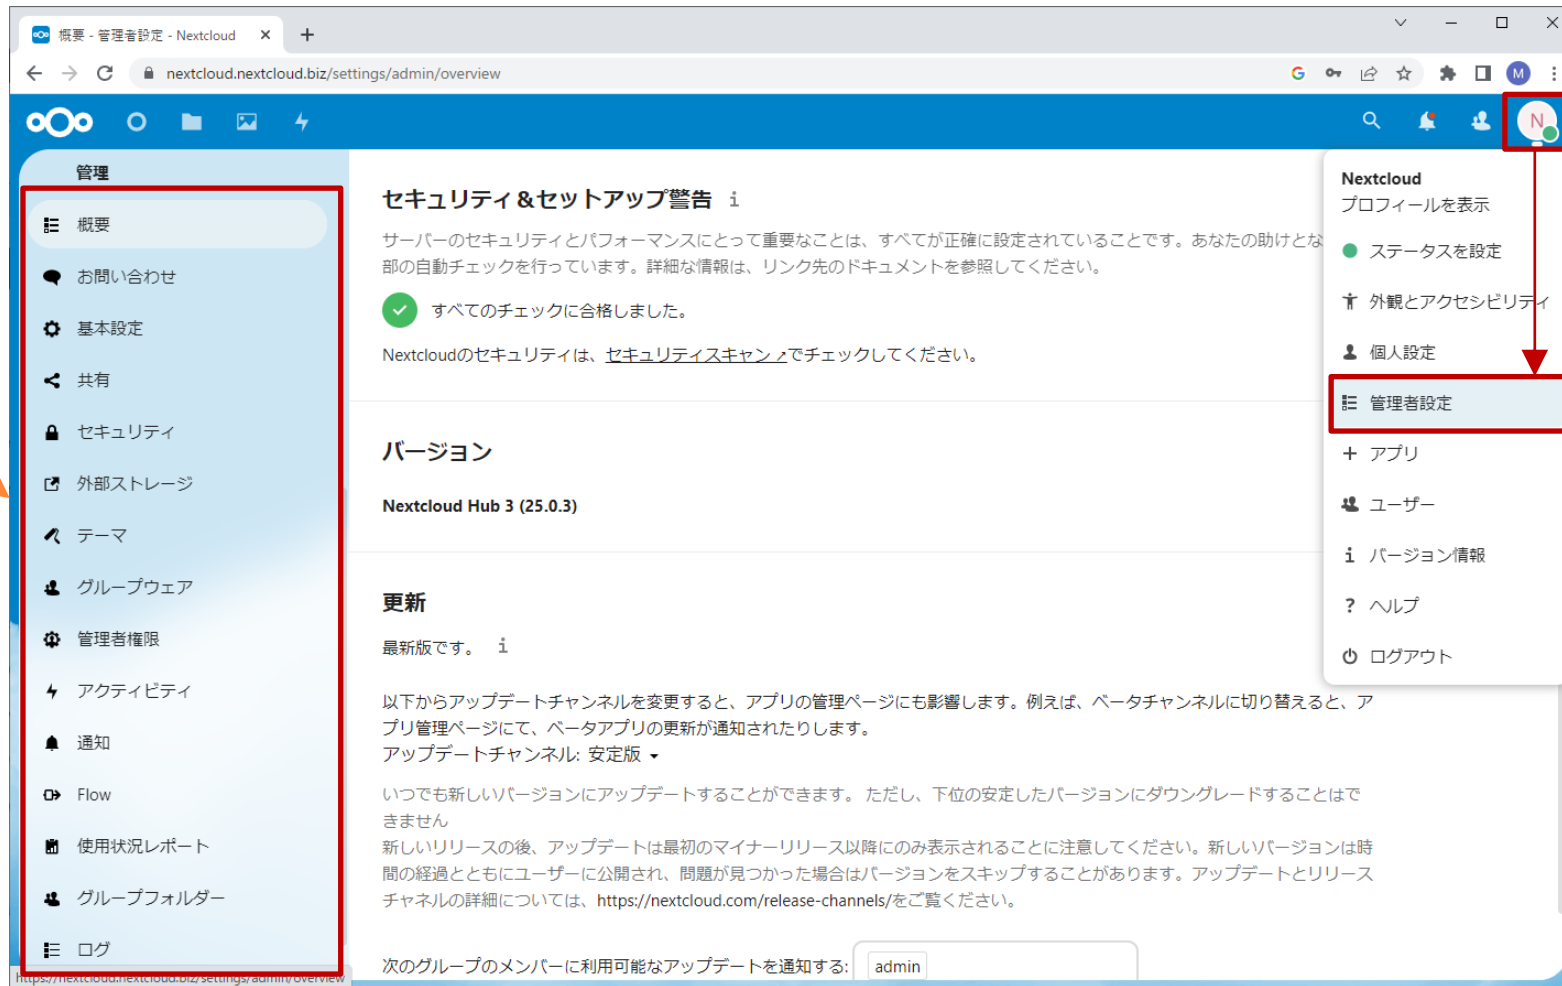 概要 - 管理者設定 - Nextcloud
nextcloud.nextcloud.biz/settings/admin/overview
M
N
管理
概要
お問い合わせ
基本設定
共有
セキュリティ
外部ストレージ
テーマ
グループウェア
管理者権限
アクティビティ
通知
Flow
使用状況レポート
グループフォルダー
ログ
https://nextcloud.nextcloud.biz/settings/admin/overview
セキュリティ＆セットアップ警告 i
サーバーのセキュリティとパフォーマンスにとって重要なことは、すべてが正確に設定されていることです。あなたの助けとな
部の自動チェックを行っています。詳細な情報は、リンク先のドキュメントを参照してください。
すべてのチェックに合格しました。
Nextcloudのセキュリティは、セキュリティスキャン ↗でチェックしてください。
バージョン
Nextcloud Hub 3 (25.0.3)
更新
最新版です。 i
以下からアップデートチャンネルを変更すると、アプリの管理ページにも影響します。例えば、ベータチャンネルに切り替えると、ア
プリ管理ページにて、ベータアプリの更新が通知されたりします。
アップデートチャンネル: 安定版
いつでも新しいバージョンにアップデートすることができます。 ただし、下位の安定したバージョンにダウングレードすることはで
きません
新しいリリースの後、アップデートは最初のマイナーリリース以降にのみ表示されることに注意してください。新しいバージョンは時
間の経過とともにユーザーに公開され、問題が見つかった場合はバージョンをスキップすることがあります。アップデートとリリース
チャネルの詳細については、https://nextcloud.com/release-channels/をご覧ください。
次のグループのメンバーに利用可能なアップデートを通知する: admin
Nextcloud
プロフィールを表示
ステータスを設定
外観とアクセシビリティ
個人設定
管理者設定
+ アプリ
ユーザー
i バージョン情報
? ヘルプ
ログアウト